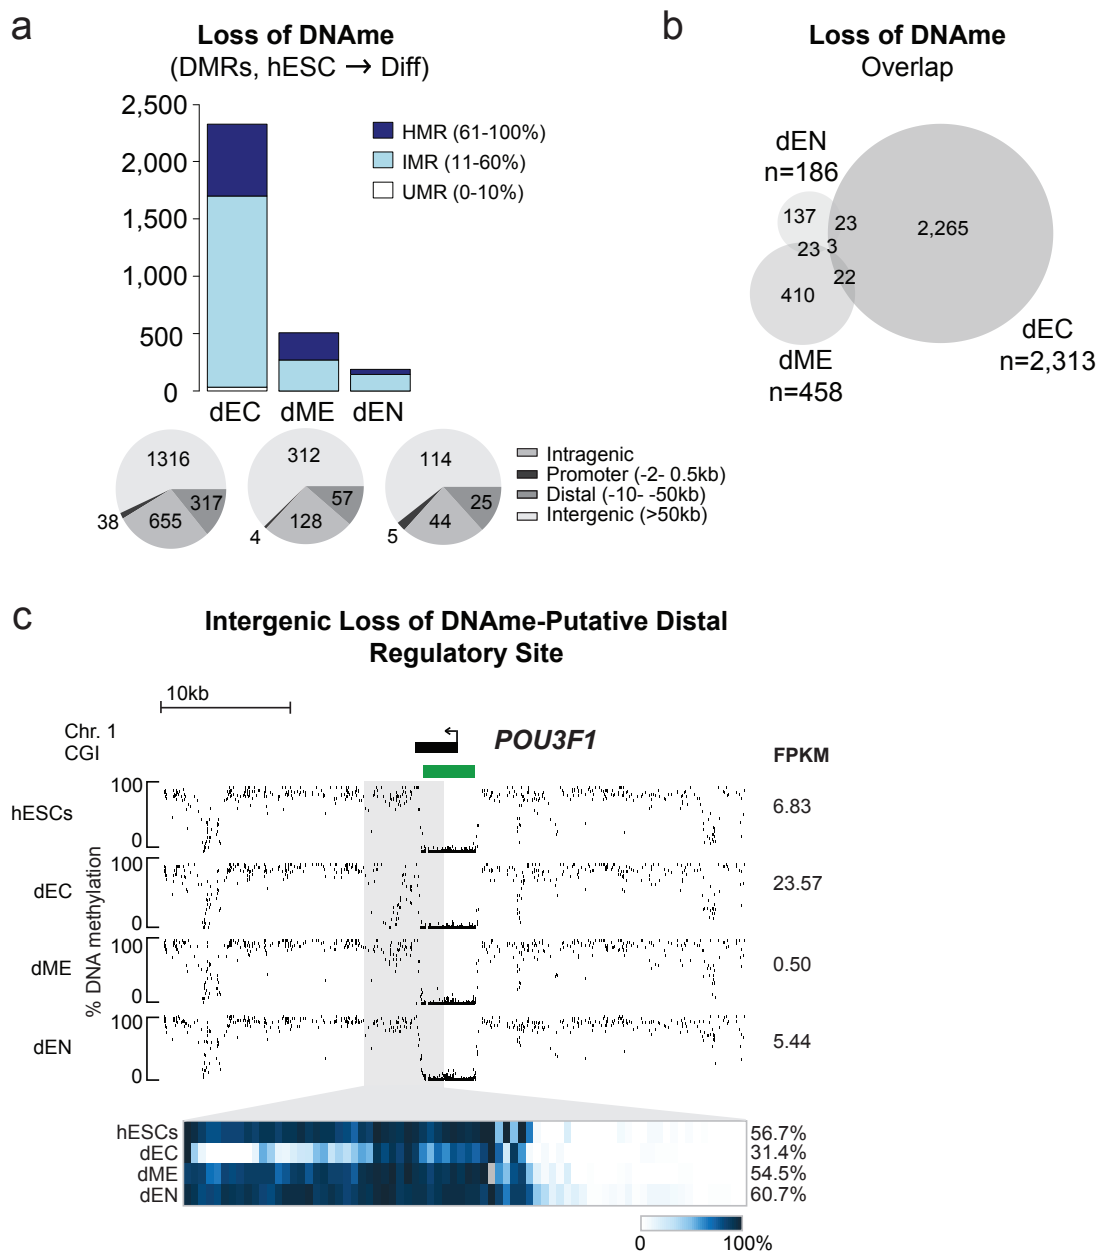 a
Loss of DNAme
(DMRs, hESC → Diff)
2,500
2,000
1,500
1,000
500
0
HMR (61-100%)
IMR (11-60%)
UMR (0-10%)
dEC dME dEN
1316
317
655
38
312
57
128
4
114
25
44
5
Intragenic
Promoter (-2- 0.5kb)
Distal (-10- -50kb)
Intergenic (>50kb)
b
Loss of DNAme
Overlap
dEN
n=186
137
23
2,265
23
3
22
410
dME
n=458
dEC
n=2,313
c
Intergenic Loss of DNAme-Putative Distal
Regulatory Site
10kb
Chr. 1
CGI
POU3F1
FPKM
% DNA methylation
hESCs
100
0
6.83
dEC
100
0
23.57
dME
100
0
0.50
dEN
100
0
5.44
hESCs 56.7%
dEC 31.4%
dME 54.5%
dEN 60.7%
0 100%